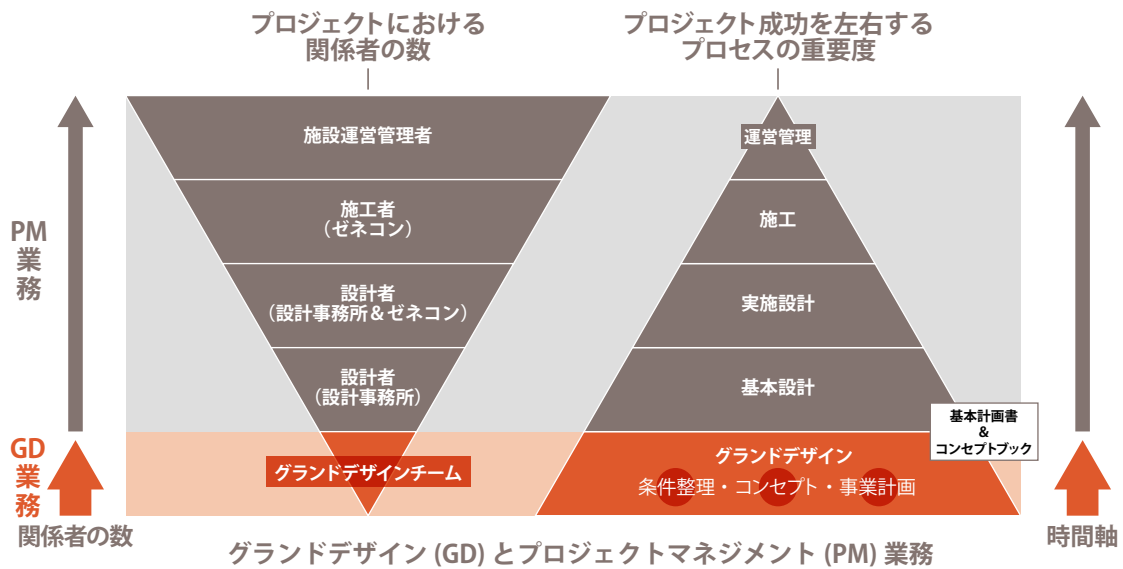 プロジェクトにおける
関係者の数
プロジェクト成功を左右する
プロセスの重要度
PM
業
務
施設運営管理者
施工者
（ゼネコン）
設計者
（設計事務所＆ゼネコン）
設計者
（設計事務所）
運営管理
施工
実施設計
基本設計
基本計画書
&
コンセプトブック
GD
業
務
グランドデザインチーム
グランドデザイン
条件整理・コンセプト・事業計画
関係者の数
時間軸
グランドデザイン (GD) とプロジェクトマネジメント (PM) 業務